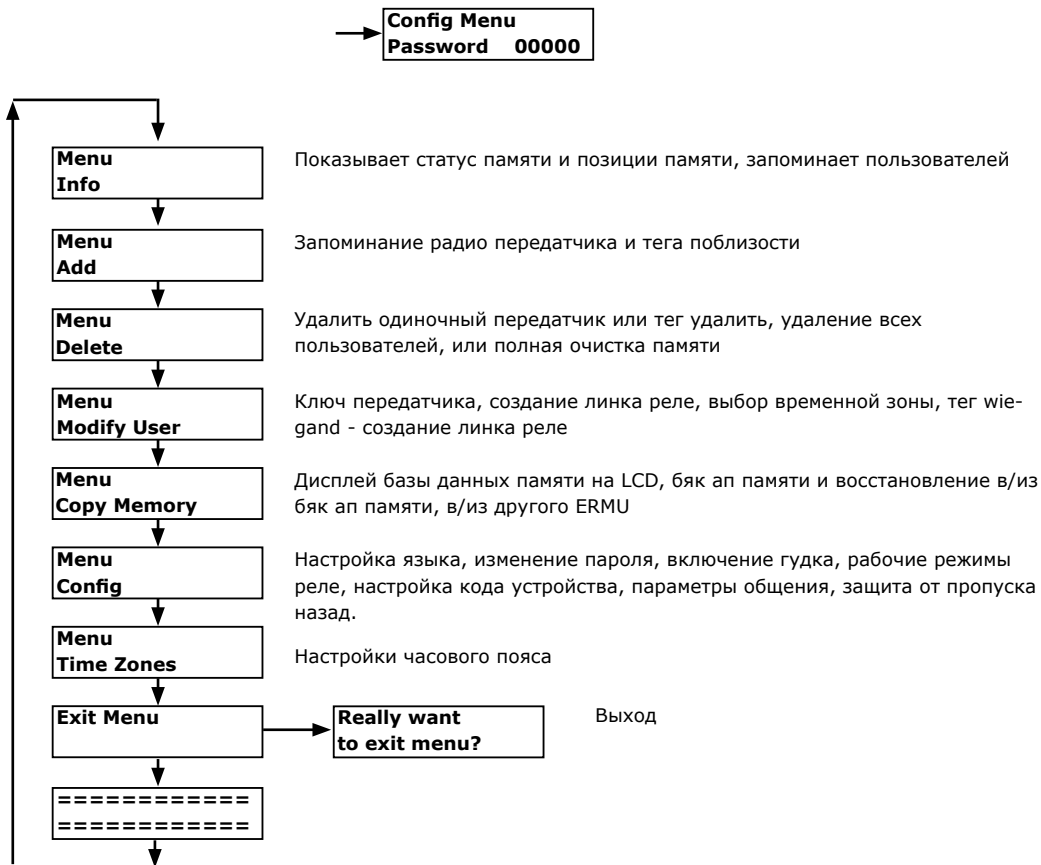 Config Menu
Password 00000
Menu
Info
Показывает статус памяти и позиции памяти, запоминает пользователей
Menu
Add
Запоминание радио передатчика и тега поблизости
Menu
Delete
Удалить одиночный передатчик или тег удалить, удаление всех
пользователей, или полная очистка памяти
Menu
Modify User
Ключ передатчика, создание линка реле, выбор временной зоны, тег wie-
gand - создание линка реле
Menu
Copy Memory
Дисплей базы данных памяти на LCD, бяк ап памяти и восстановление в/из
бяк ап памяти, в/из другого ERMU
Menu
Config
Настройка языка, изменение пароля, включение гудка, рабочие режимы
реле, настройка кода устройства, параметры общения, защита от пропуска
назад.
Menu
Time Zones
Настройки часового пояса
Exit Menu
Really want
to exit menu?
Выход
============
============